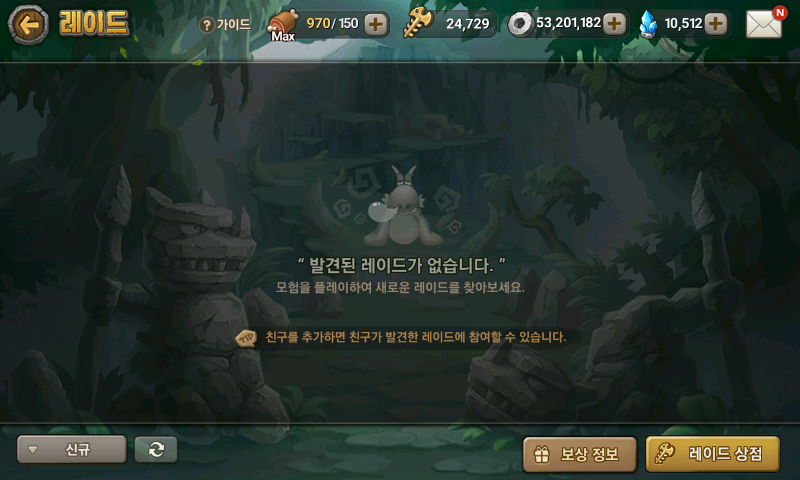 레이드
? 가이드
Max
970/150
24,729
53,201,182
10,512
N
“ 발견된 레이드가 없습니다. ”
모험을 플레이하여 새로운 레이드를 찾아보세요.
TIP 친구를 추가하면 친구가 발견한 레이드에 참여할 수 있습니다.
신규
보상 정보
레이드 상점